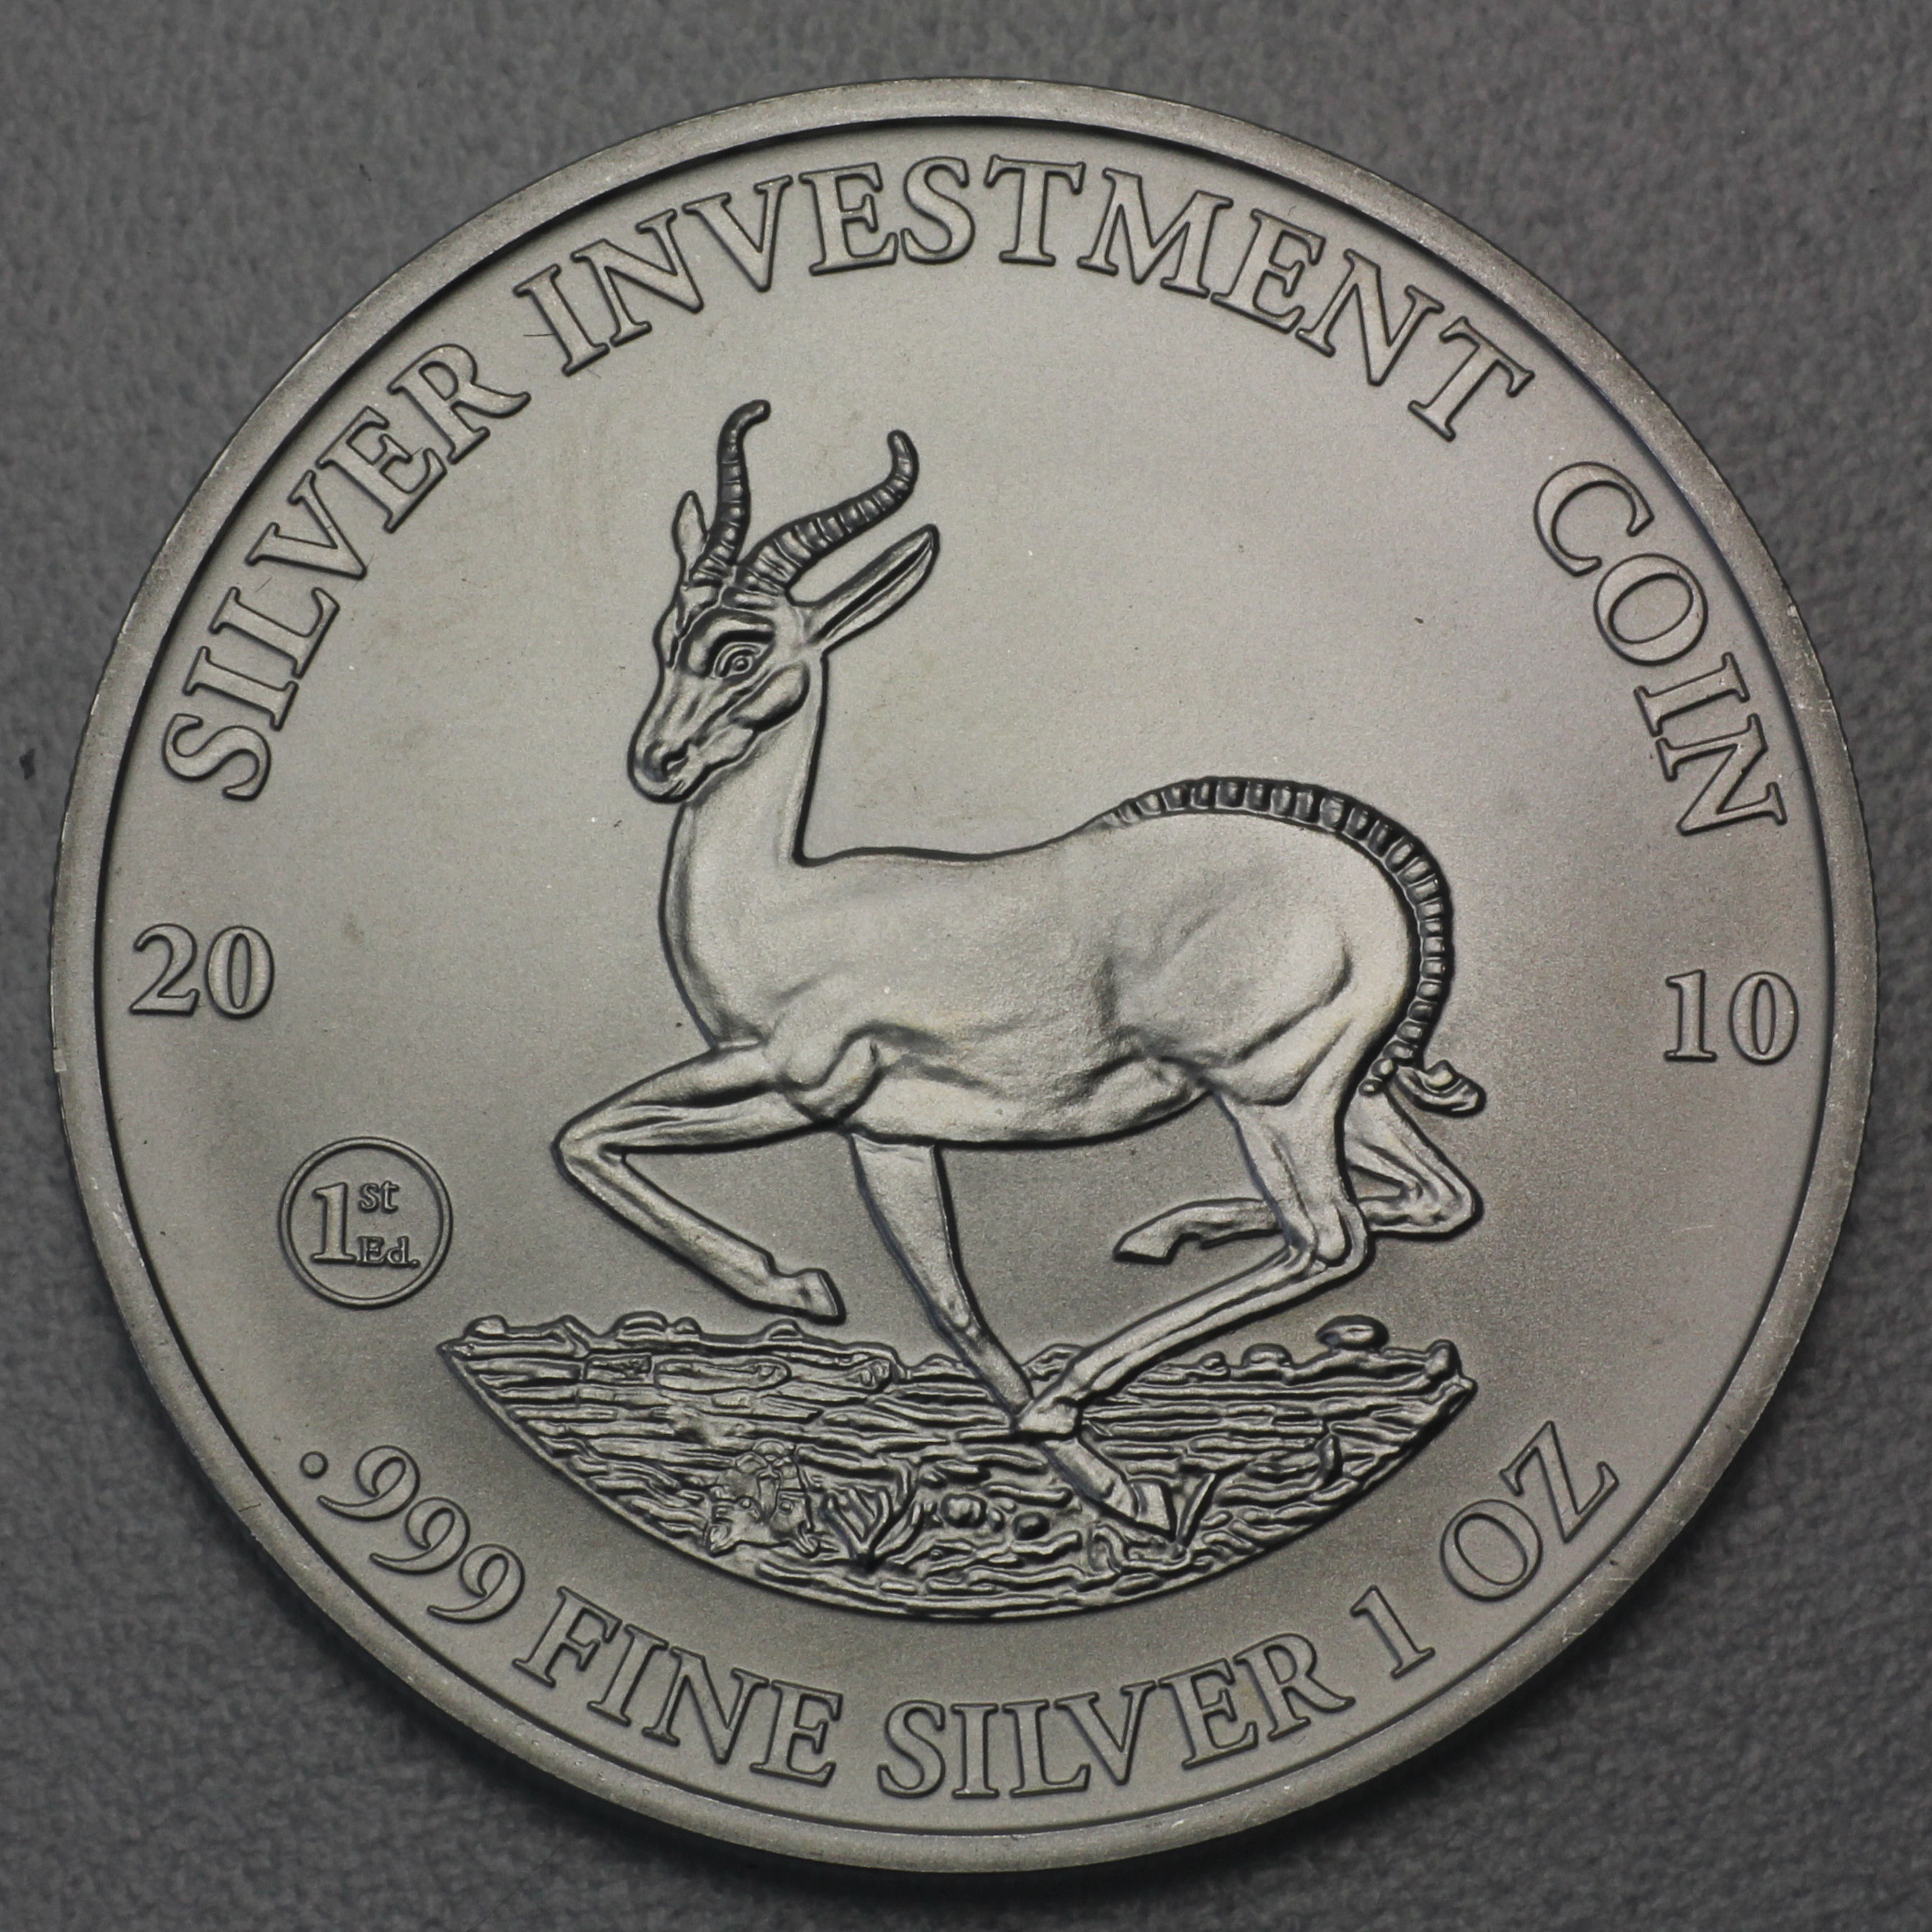 SILVER INVESTMENT COIN
20 10
1st
Ed.
.999 FINE SILVER 1 OZ